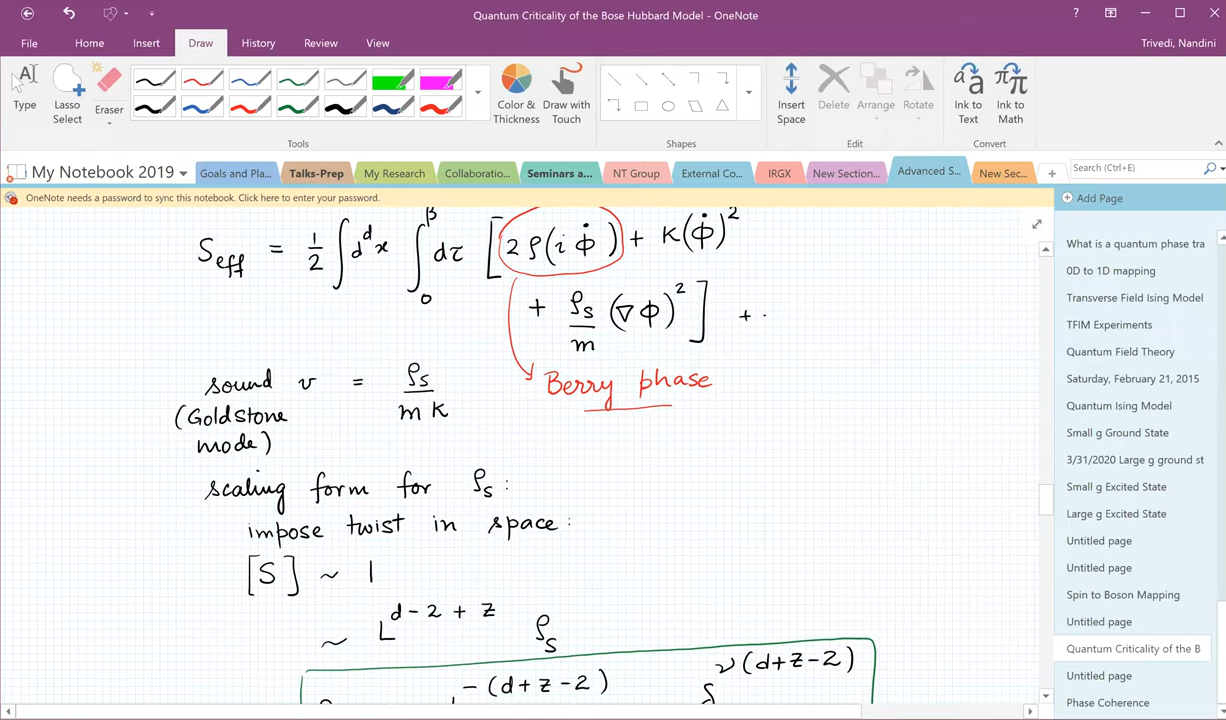 Quantum Criticality of the Bose Hubbard Model - OneNote
?
File Home Insert Draw History Review View
Trivedi, Nandini
Type
Lasso Select
Eraser
Color & Thickness
Draw with Touch
Insert Space
Delete
Arrange
Rotate
Ink to Text
Ink to Math
Tools
Shapes
Edit
Convert
My Notebook 2019
Goals and Pla...
Talks-Prep
My Research
Collaboratio...
Seminars a...
NT Group
External Co...
IRGX
New Section...
Advanced S...
New Sec...
+
Search (Ctrl+E)
OneNote needs a password to sync this notebook. Click here to enter your password.
S_eff = 1/2 ∫ d^d x ∫_0^β dτ [ 2ρ(i φ̇) + κ(φ̇)^2
+ ρ_s/m (∇φ)^2 ] + .
Berry phase
sound v = ρ_s/(m κ)
(Goldstone
mode)
scaling form for ρ_s :
impose twist in space :
[S] ~ 1
~ L^(d-2+z) ρ_s
-(d+z-2) δ^ν(d+z-2)
Add Page
What is a quantum phase tra
0D to 1D mapping
Transverse Field Ising Model
TFIM Experiments
Quantum Field Theory
Saturday, February 21, 2015
Quantum Ising Model
Small g Ground State
3/31/2020 Large g ground st
Small g Excited State
Large g Excited State
Untitled page
Untitled page
Spin to Boson Mapping
Untitled page
Quantum Criticality of the B
Untitled page
Phase Coherence